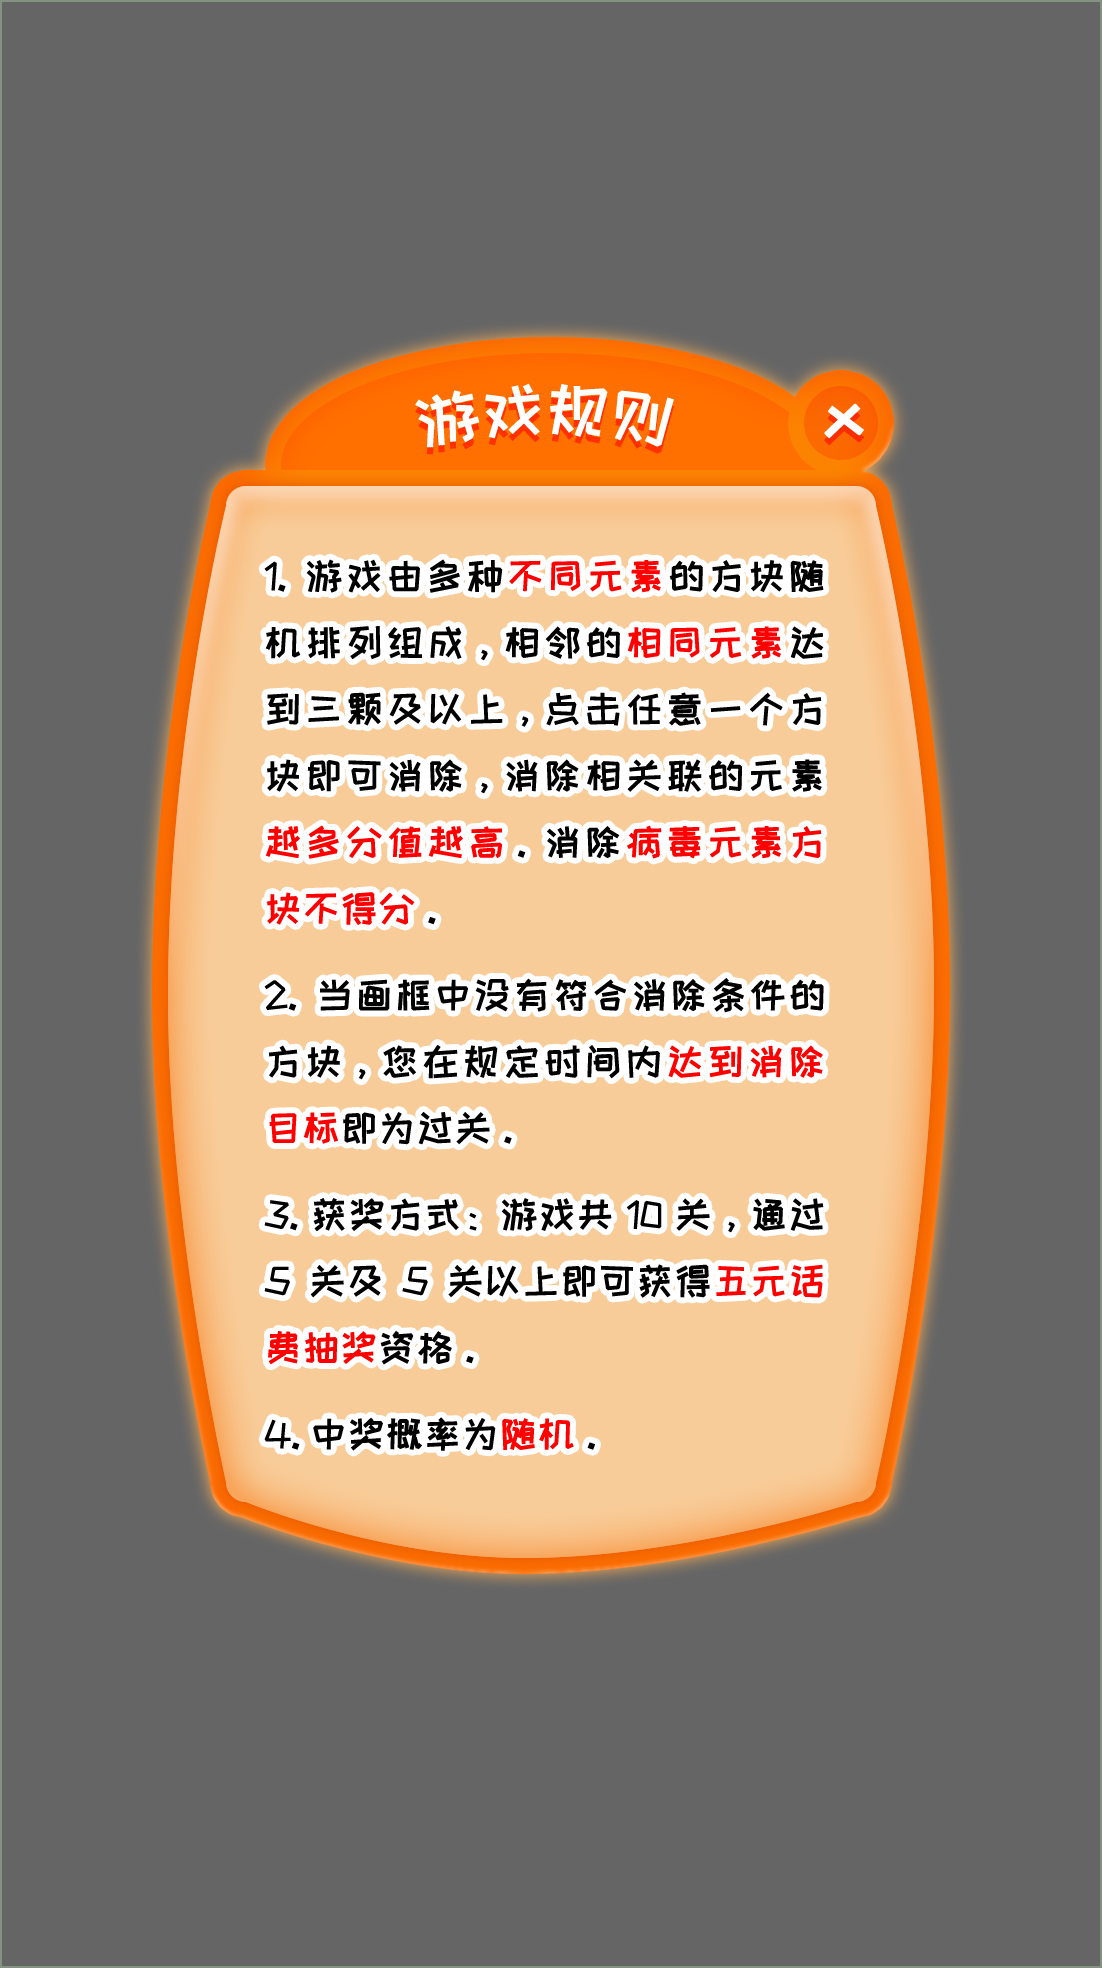 游戏规则
1. 游戏由多种不同元素的方块随
机排列组成，相邻的相同元素达
到三颗及以上，点击任意一个方
块即可消除，消除相关联的元素
越多分值越高. 消除病毒元素方
块不得分.
2. 当画框中没有符合消除条件的
方块，您在规定时间内达到消除
目标即为过关.
3. 获奖方式: 游戏共 10 关，通过
5 关及 5 关以上即可获得五元话
费抽奖资格.
4. 中奖概率为随机.